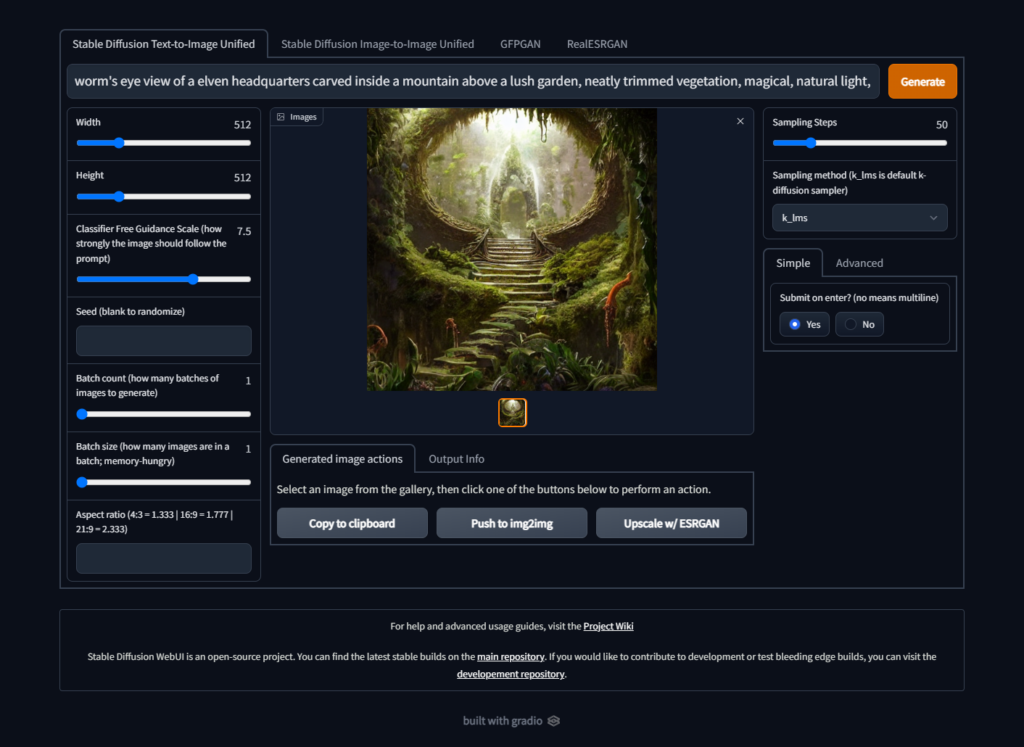 Stable Diffusion Text-to-Image Unified
Stable Diffusion Image-to-Image Unified
GFPGAN
RealESRGAN
worm's eye view of a elven headquarters carved inside a mountain above a lush garden, neatly trimmed vegetation, magical, natural light,
Generate
Width
512
Height
512
Classifier Free Guidance Scale (how
strongly the image should follow the
prompt)
7.5
Seed (blank to randomize)
Batch count (how many batches of
images to generate)
1
Batch size (how many images are in a
batch; memory-hungry)
1
Aspect ratio (4:3 = 1.333 | 16:9 = 1.777 |
21:9 = 2.333)
Images
Generated image actions
Output Info
Select an image from the gallery, then click one of the buttons below to perform an action.
Copy to clipboard
Push to img2img
Upscale w/ ESRGAN
Sampling Steps
50
Sampling method (k_lms is default k-
diffusion sampler)
k_lms
Simple
Advanced
Submit on enter? (no means multiline)
Yes
No
For help and advanced usage guides, visit the Project Wiki
Stable Diffusion WebUI is an open-source project. You can find the latest stable builds on the main repository. If you would like to contribute to development or test bleeding edge builds, you can visit the
developement repository.
built with gradio